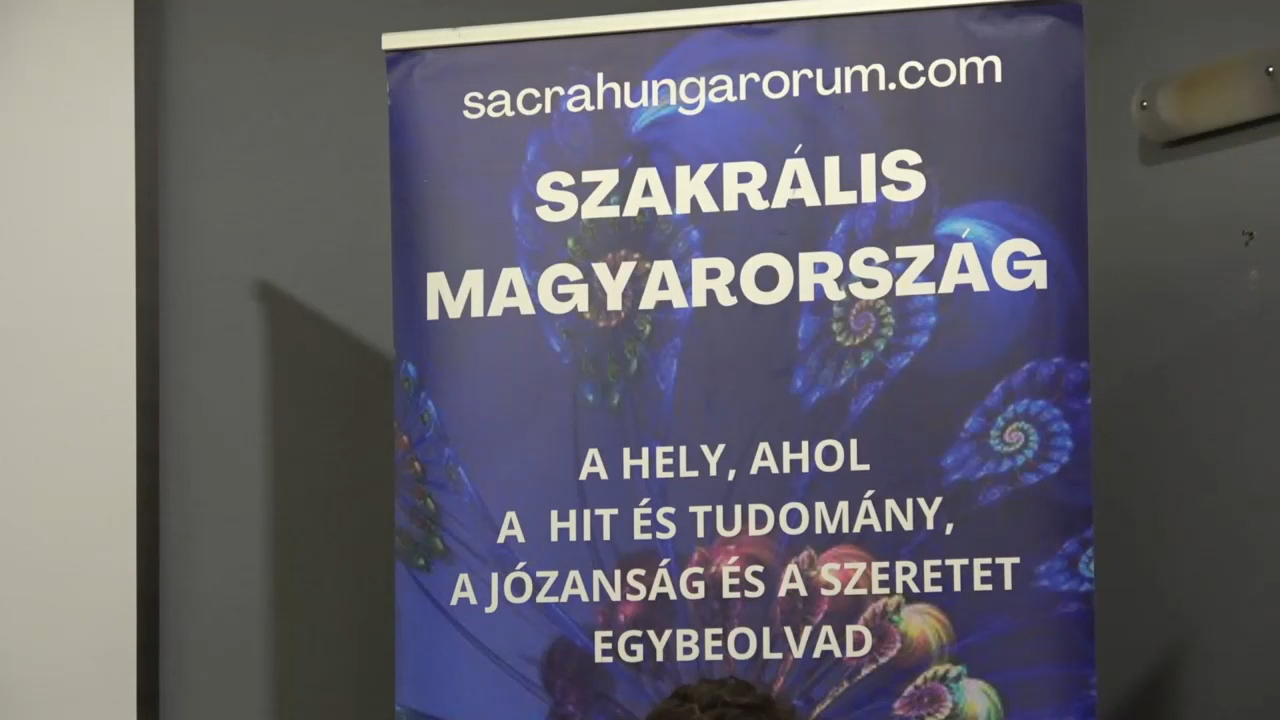 sacrahungarorum.com
SZAKRÁLIS
MAGYARORSZÁG
A HELY, AHOL
A HIT ÉS TUDOMÁNY,
A JÓZANSÁG ÉS A SZERETET
EGYBEOLVAD